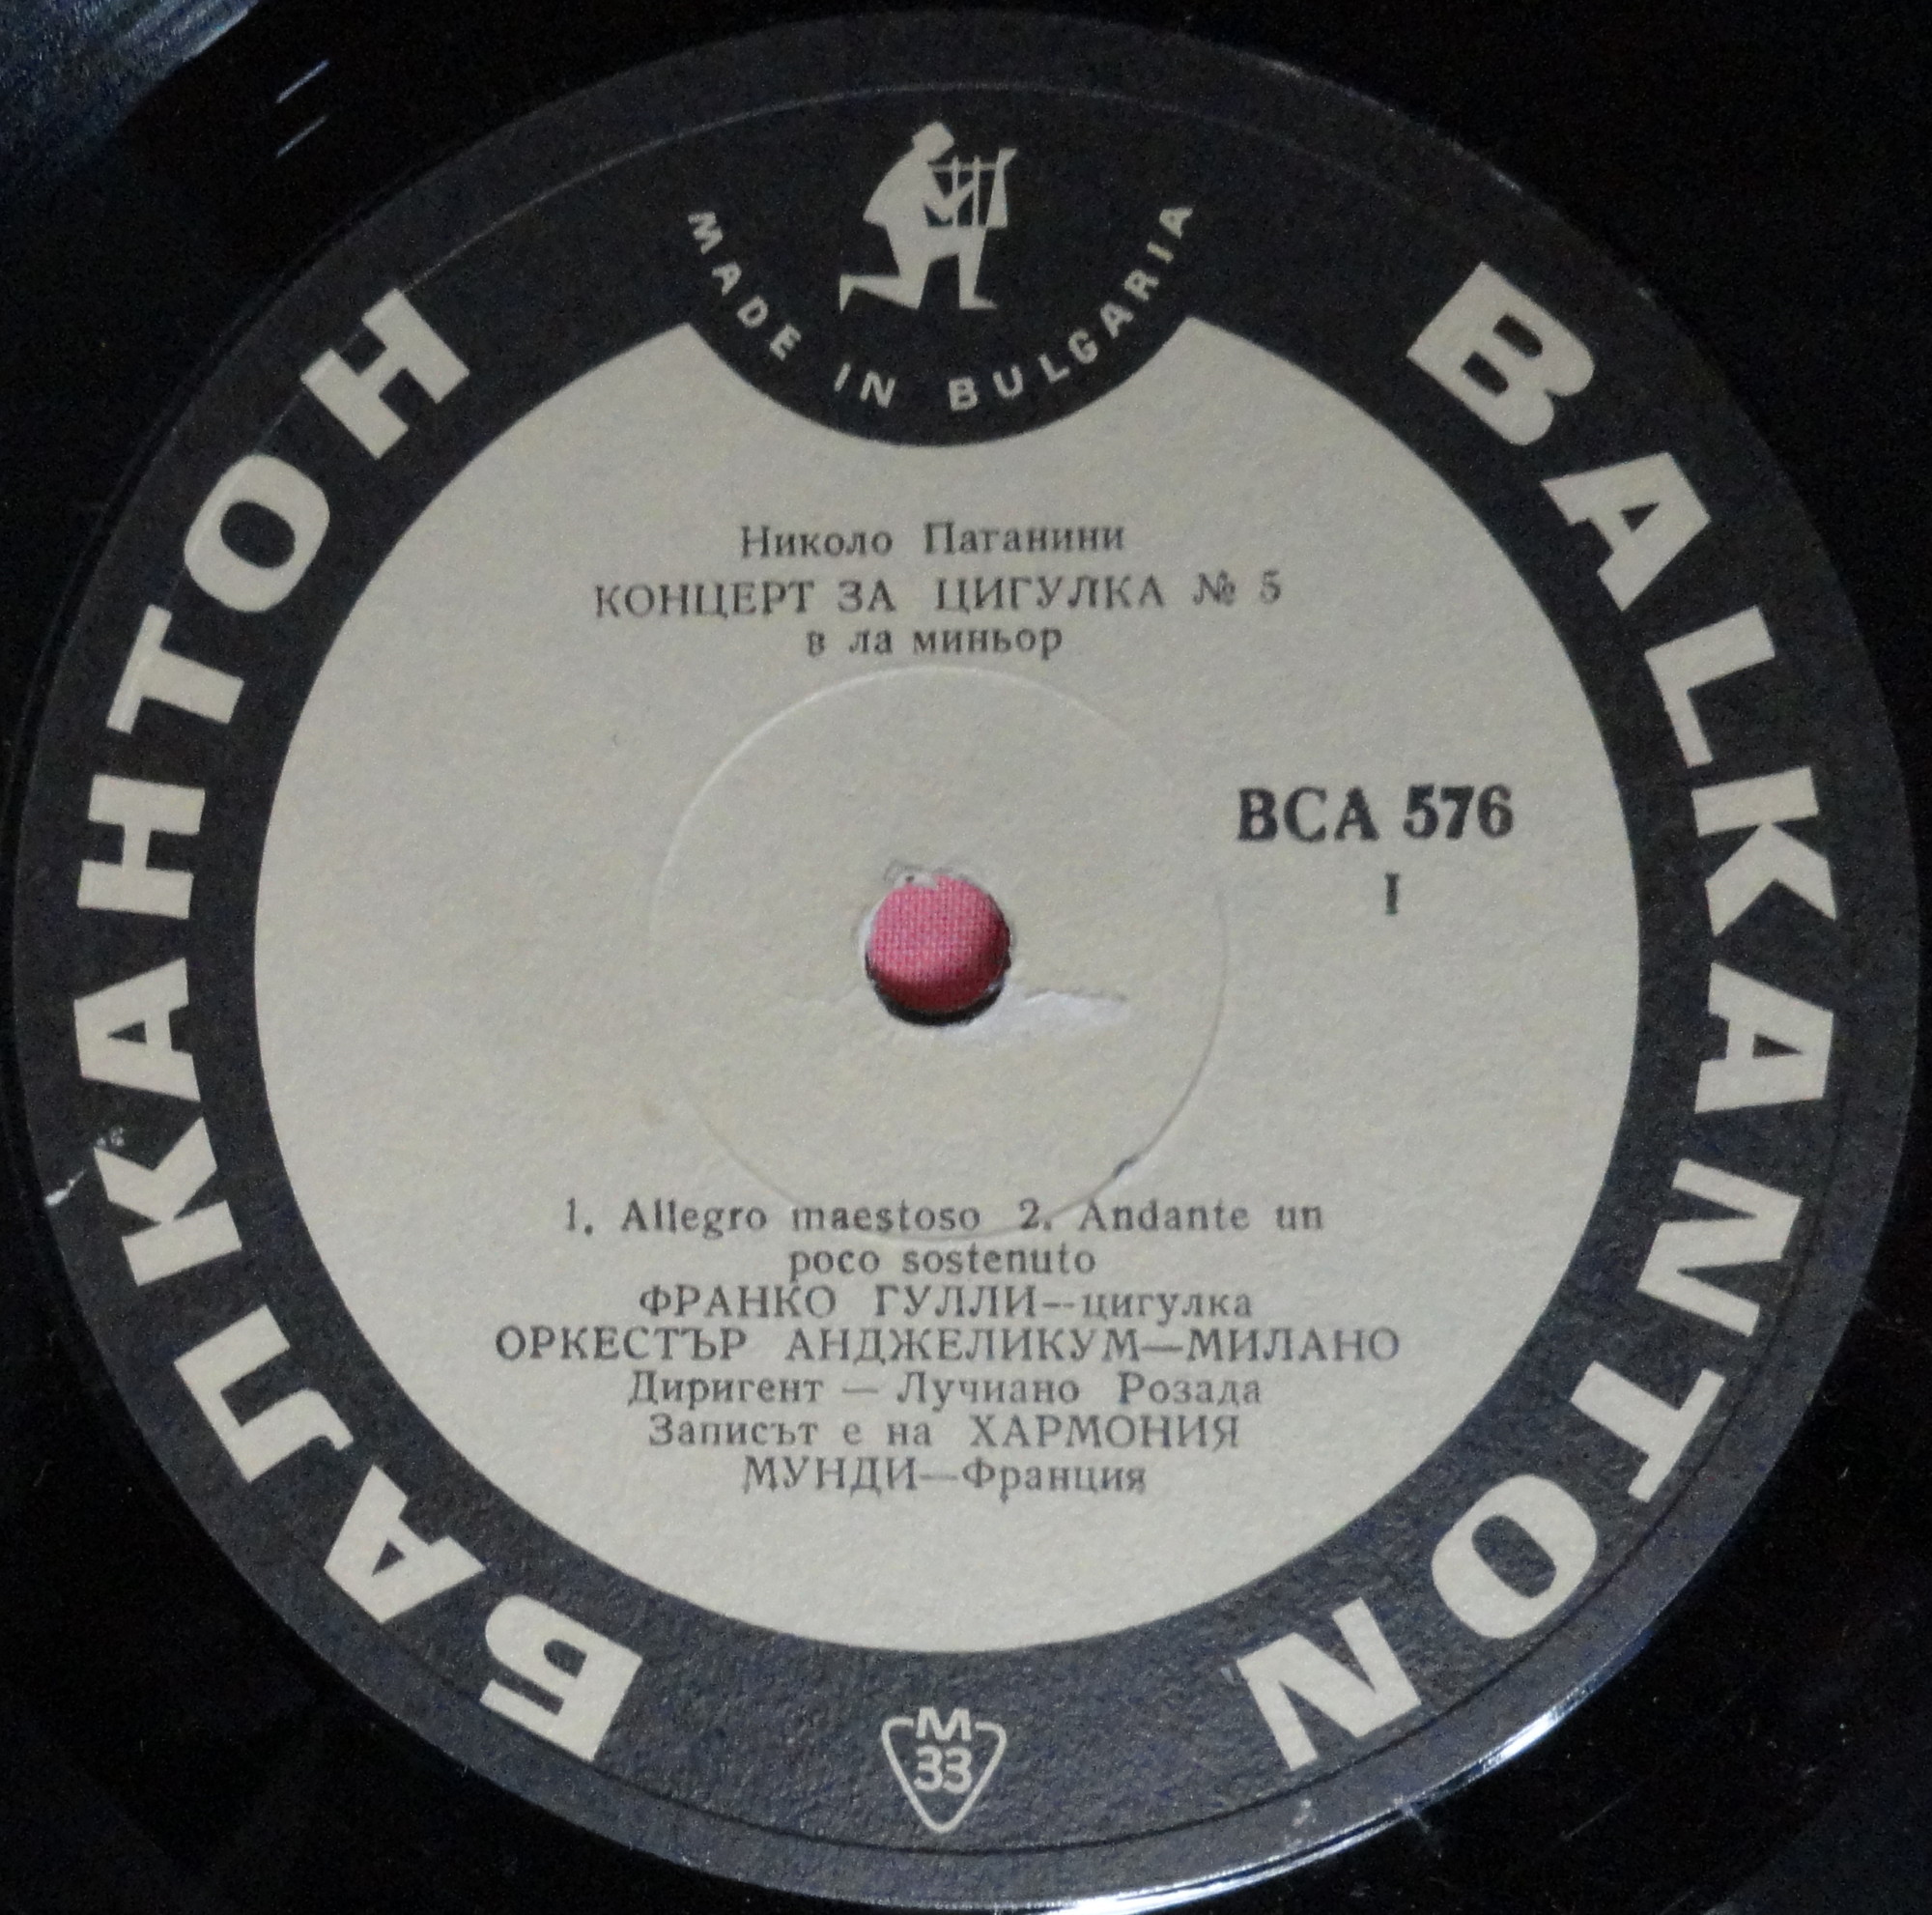 MADE IN BULGARIA
БАЛКАНТОН
BALKANTON
Николо Паганини
КОНЦЕРТ ЗА ЦИГУЛКА № 5
в ла миньор
ВСА 576
I
1. Allegro maestoso 2. Andante un
poco sostenuto
ФРАНКО ГУЛЛИ—цигулка
ОРКЕСТЪР АНДЖЕЛИКУМ—МИЛАНО
Диригент — Лучиано Розада
Записът е на ХАРМОНИЯ
МУНДИ—Франция
М
33